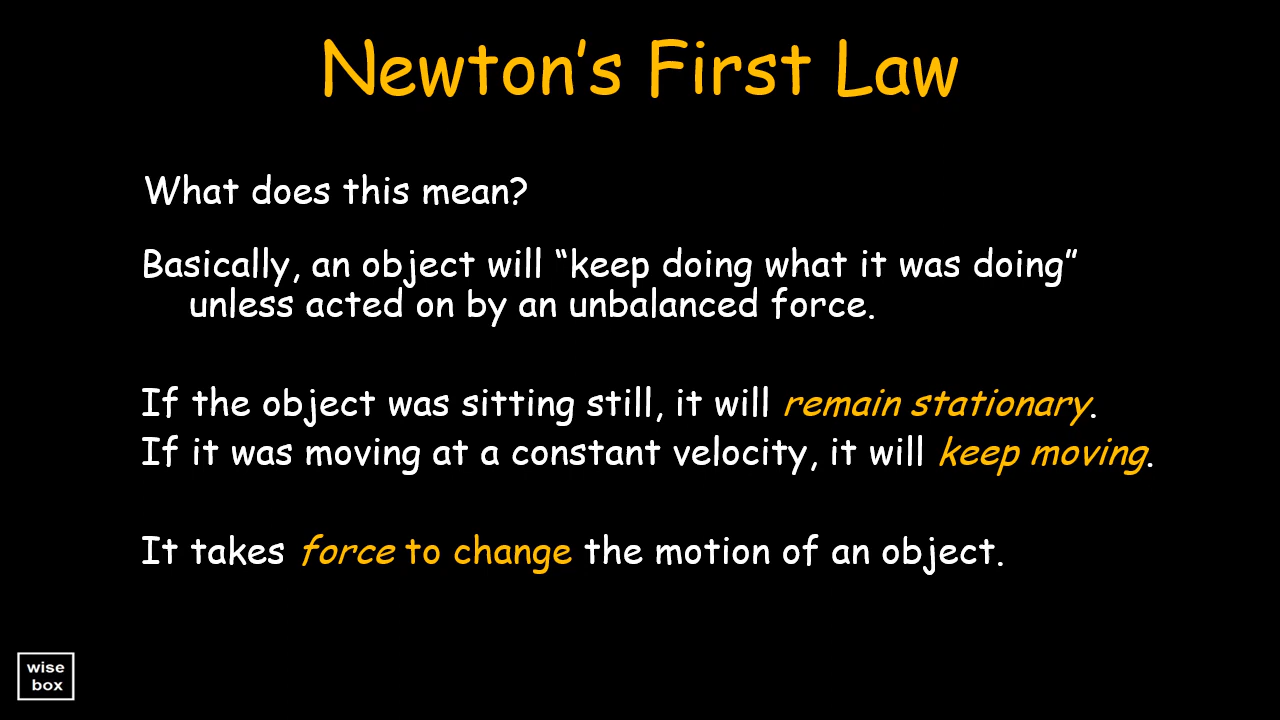 Newton’s First Law
What does this mean?
Basically, an object will “keep doing what it was doing”
unless acted on by an unbalanced force.
If the object was sitting still, it will remain stationary.
If it was moving at a constant velocity, it will keep moving.
It takes force to change the motion of an object.
wise
box